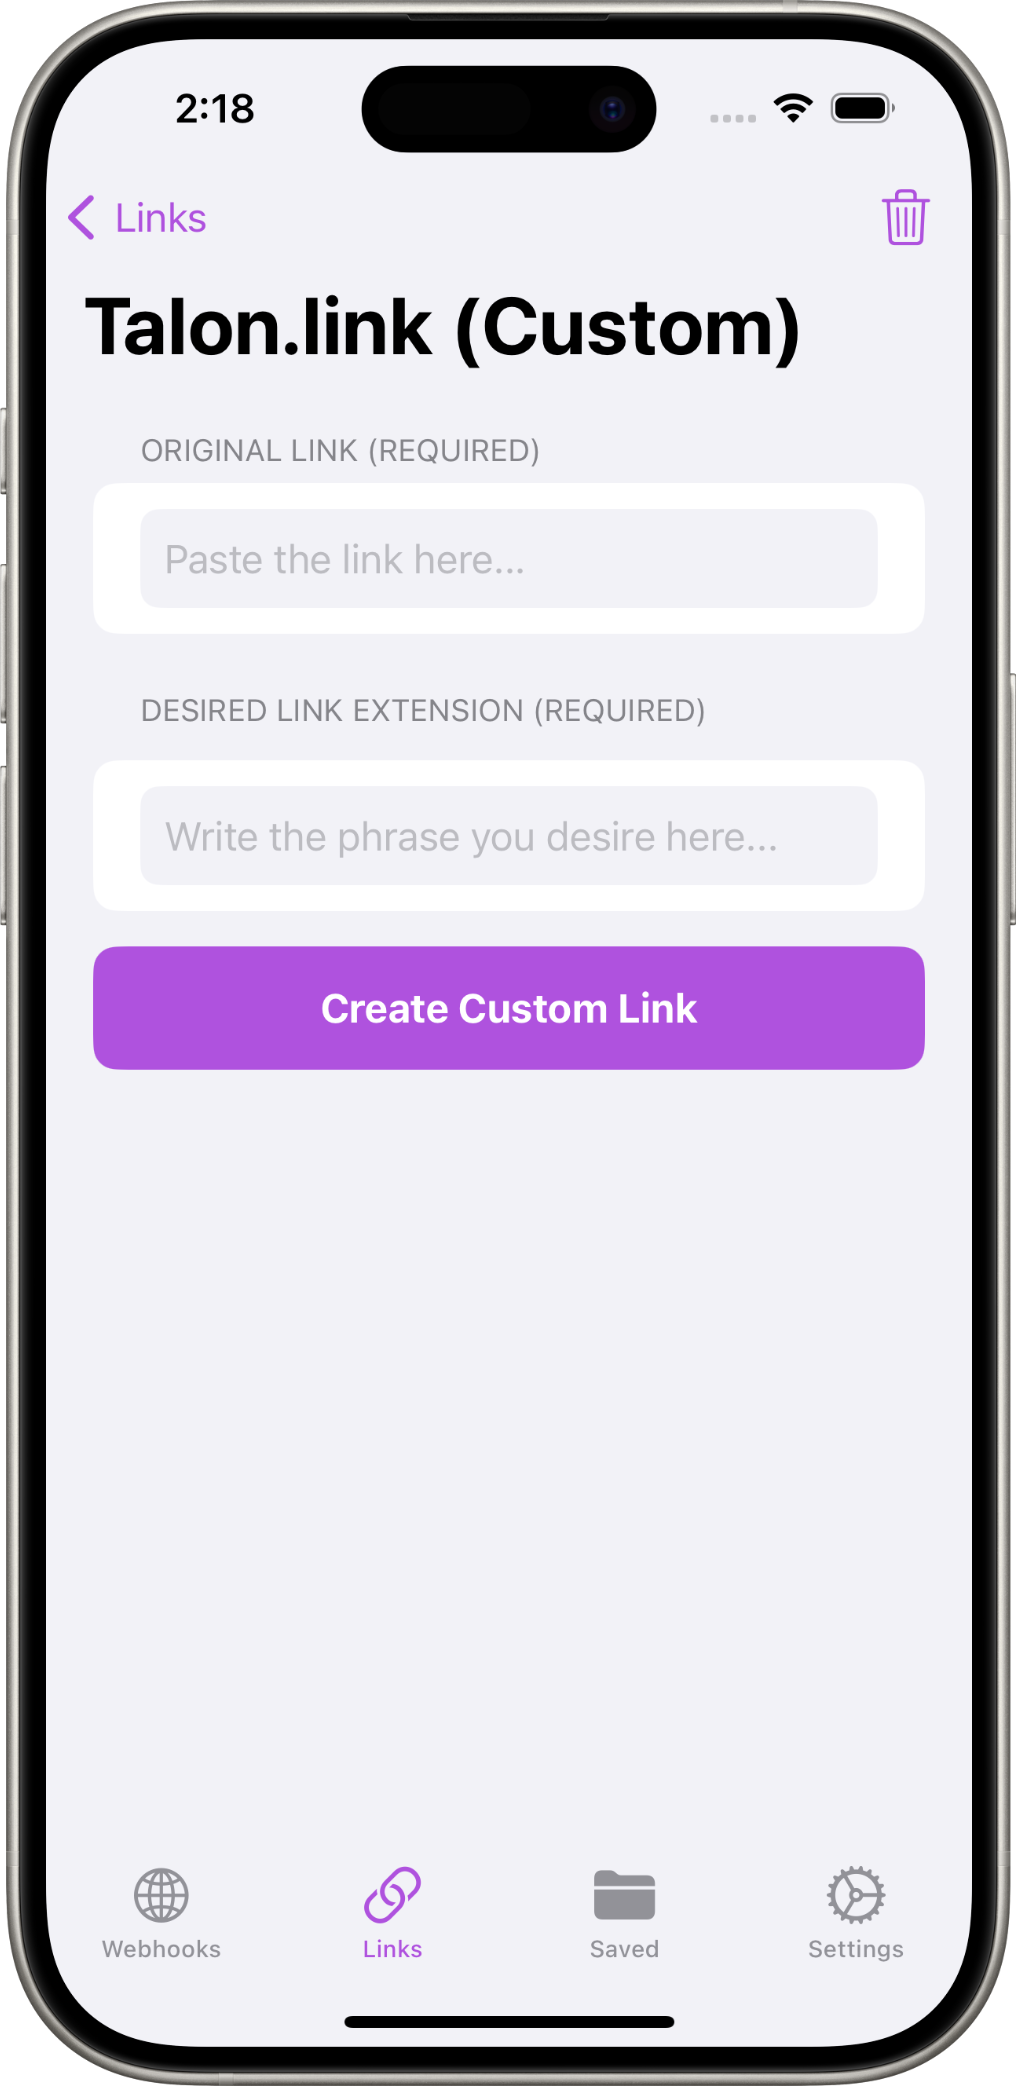 2:18
Links
Talon.link (Custom)
ORIGINAL LINK (REQUIRED)
Paste the link here...
DESIRED LINK EXTENSION (REQUIRED)
Write the phrase you desire here...
Create Custom Link
Webhooks
Links
Saved
Settings